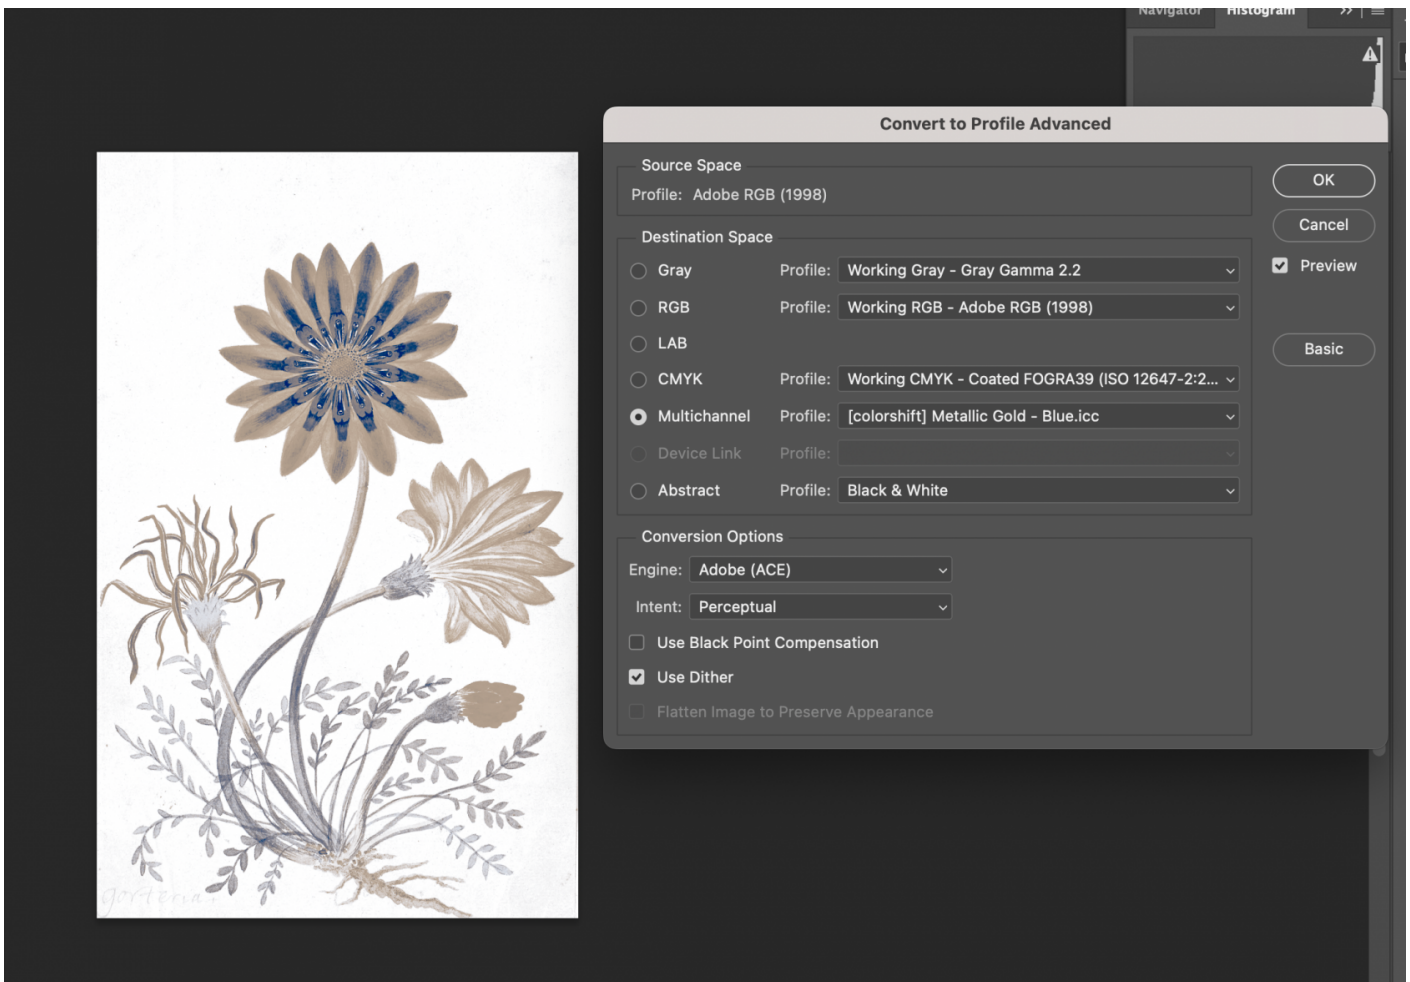 Navigator Histogram
Convert to Profile Advanced
Source Space
Profile: Adobe RGB (1998)
OK
Cancel
Preview
Basic
Destination Space
Gray Profile: Working Gray - Gray Gamma 2.2
RGB Profile: Working RGB - Adobe RGB (1998)
LAB
CMYK Profile: Working CMYK - Coated FOGRA39 (ISO 12647-2:2...
Multichannel Profile: [colorshift] Metallic Gold - Blue.icc
Device Link Profile:
Abstract Profile: Black & White
Conversion Options
Engine: Adobe (ACE)
Intent: Perceptual
Use Black Point Compensation
Use Dither
Flatten Image to Preserve Appearance
gorteria.